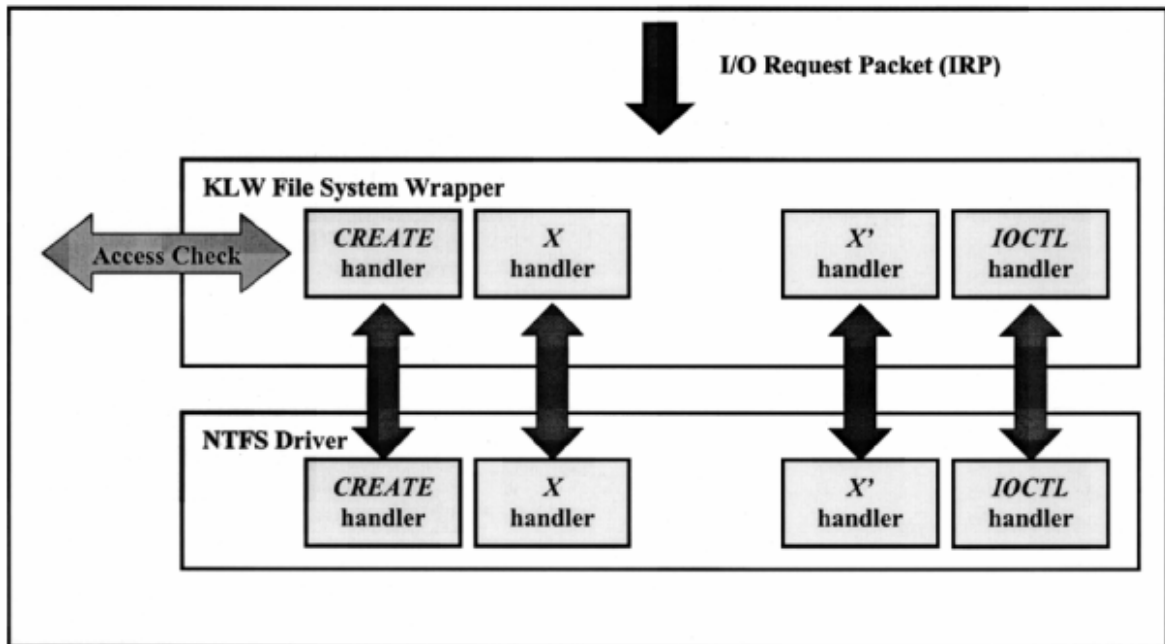 I/O Request Packet (IRP)
KLW File System Wrapper
Access Check
CREATE
handler
X
handler
X’
handler
IOCTL
handler
NTFS Driver
CREATE
handler
X
handler
X’
handler
IOCTL
handler